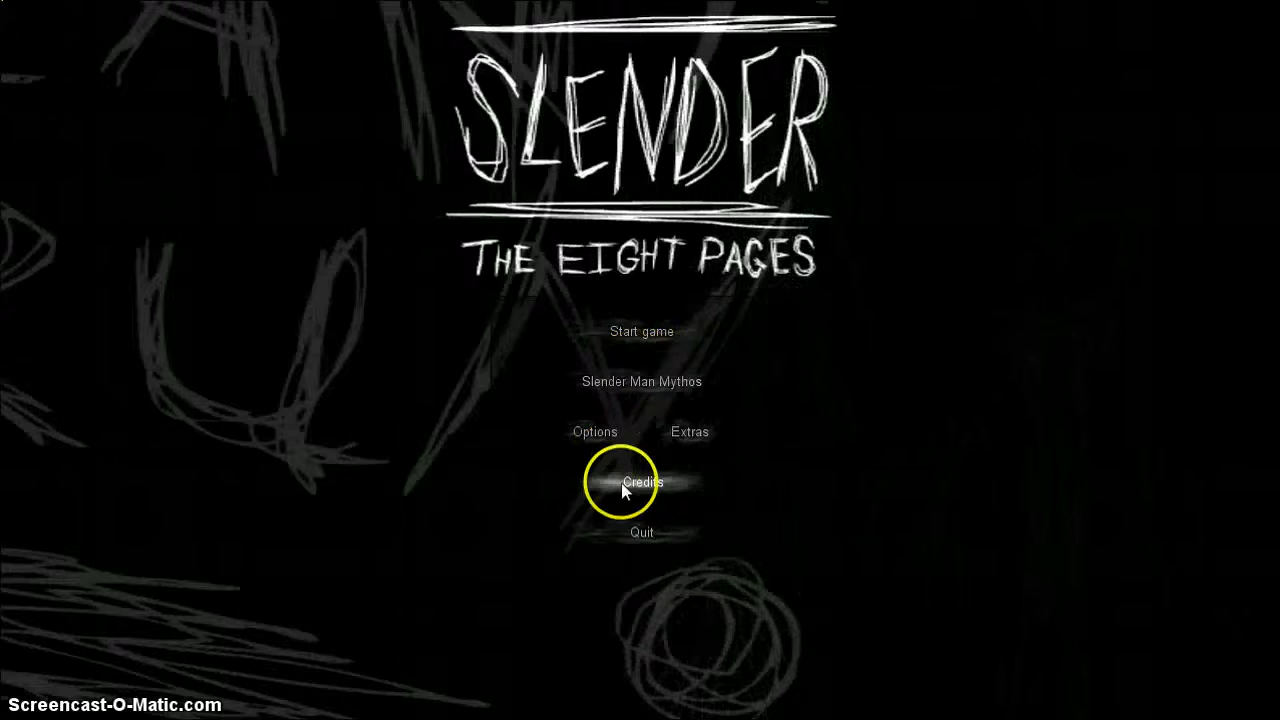 SLENDER
THE EIGHT PAGES
Start game
Slender Man Mythos
Options Extras
Credits
Quit
Screencast-O-Matic.com